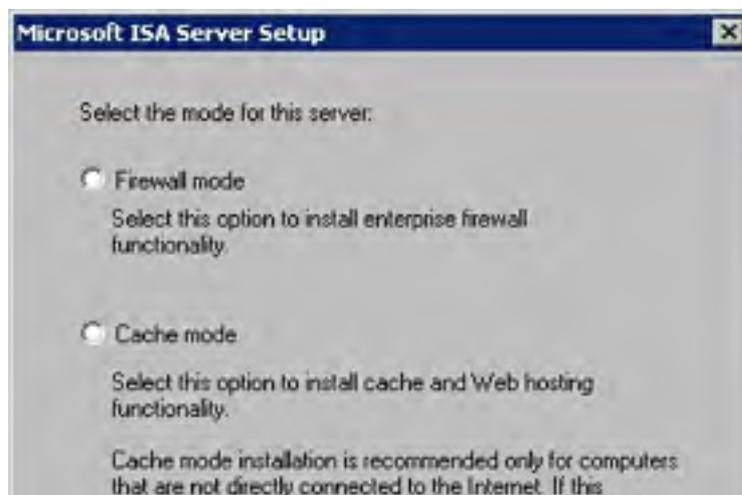 Microsoft ISA Server Setup
Select the mode for this server:
Firewall mode
Select this option to install enterprise firewall
functionality.
Cache mode
Select this option to install cache and Web hosting
functionality.
Cache mode installation is recommended only for computers
that are not directly connected to the Internet. If this